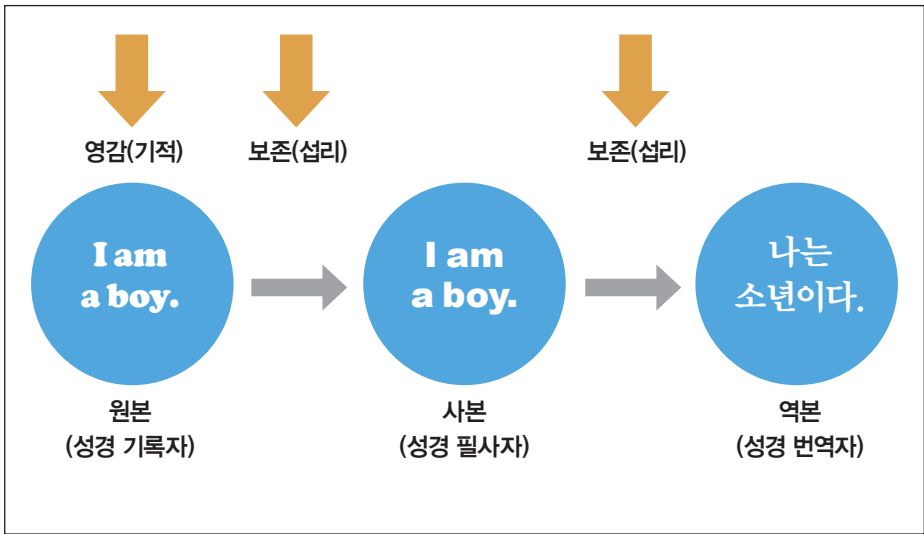 영감(기적)
보존(섭리)
보존(섭리)
I am
a boy.
I am
a boy.
나는
소년이다.
원본
(성경 기록자)
사본
(성경 필사자)
역본
(성경 번역자)